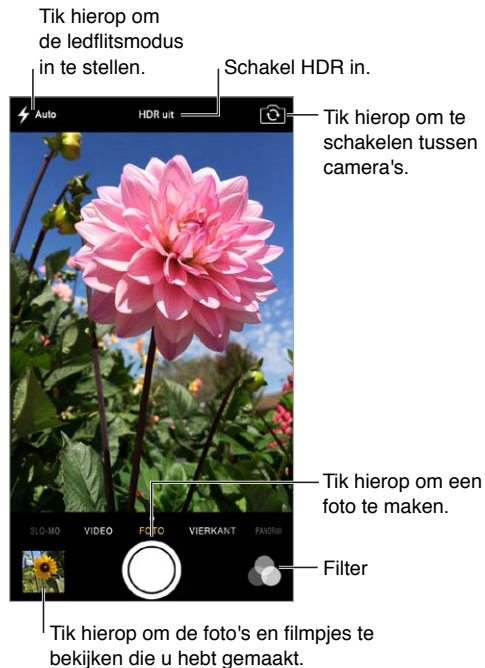 Tik hierop om
de ledflitsmodus
in te stellen.
Schakel HDR in.
Auto
HDR uit
Tik hierop om te
schakelen tussen
camera's.
Tik hierop om een
foto te maken.
SLO-MO VIDEO FOTO VIERKANT
Filter
Tik hierop om de foto's en filmpjes te
bekijken die u hebt gemaakt.